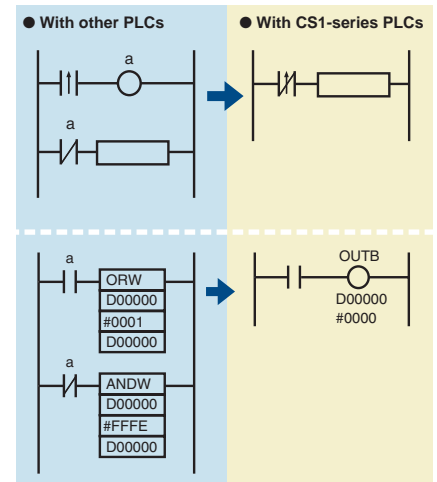 ● With other PLCs
● With CS1-series PLCs
a
a
a
ORW
D00000
#0001
D00000
a
ANDW
D00000
#FFFE
D00000
OUTB
D00000
#0000